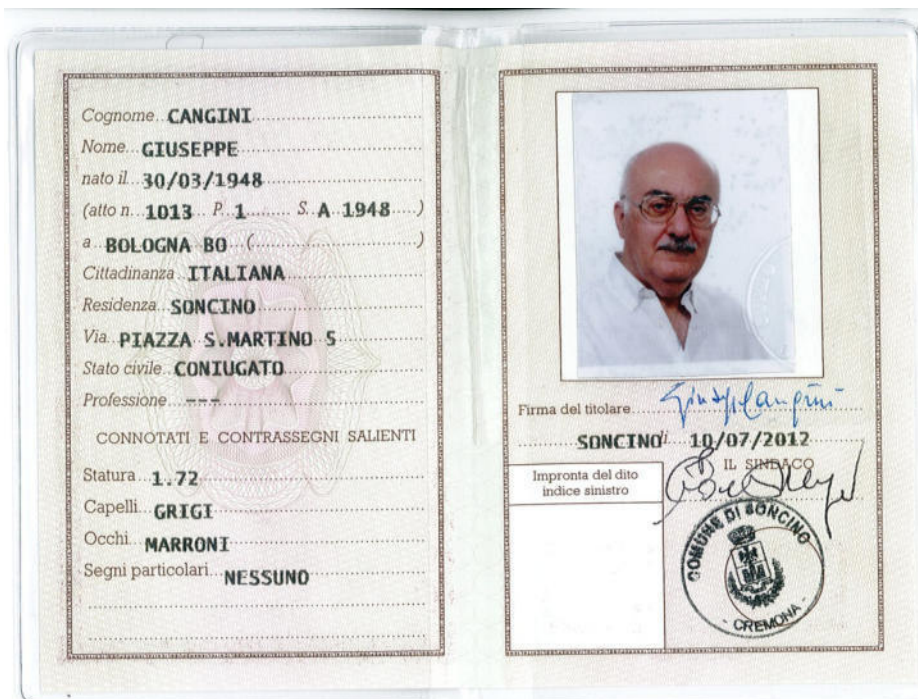 Cognome CANGINI
Nome GIUSEPPE
nato il 30/03/1948
(atto n. 1013 P. 1 S. A 1948)
a BOLOGNA BO ( )
Cittadinanza ITALIANA
Residenza SONCINO
Via PIAZZA S.MARTINO 5
Stato civile CONIUGATO
Professione ---
CONNOTATI E CONTRASSEGNI SALIENTI
Statura 1.72
Capelli GRIGI
Occhi MARRONI
Segni particolari NESSUNO
Firma del titolare Cangini
SONCINO li 10/07/2012
IL SINDACO
Impronta del dito
indice sinistro
COMUNE DI SONCINO
- CREMONA -